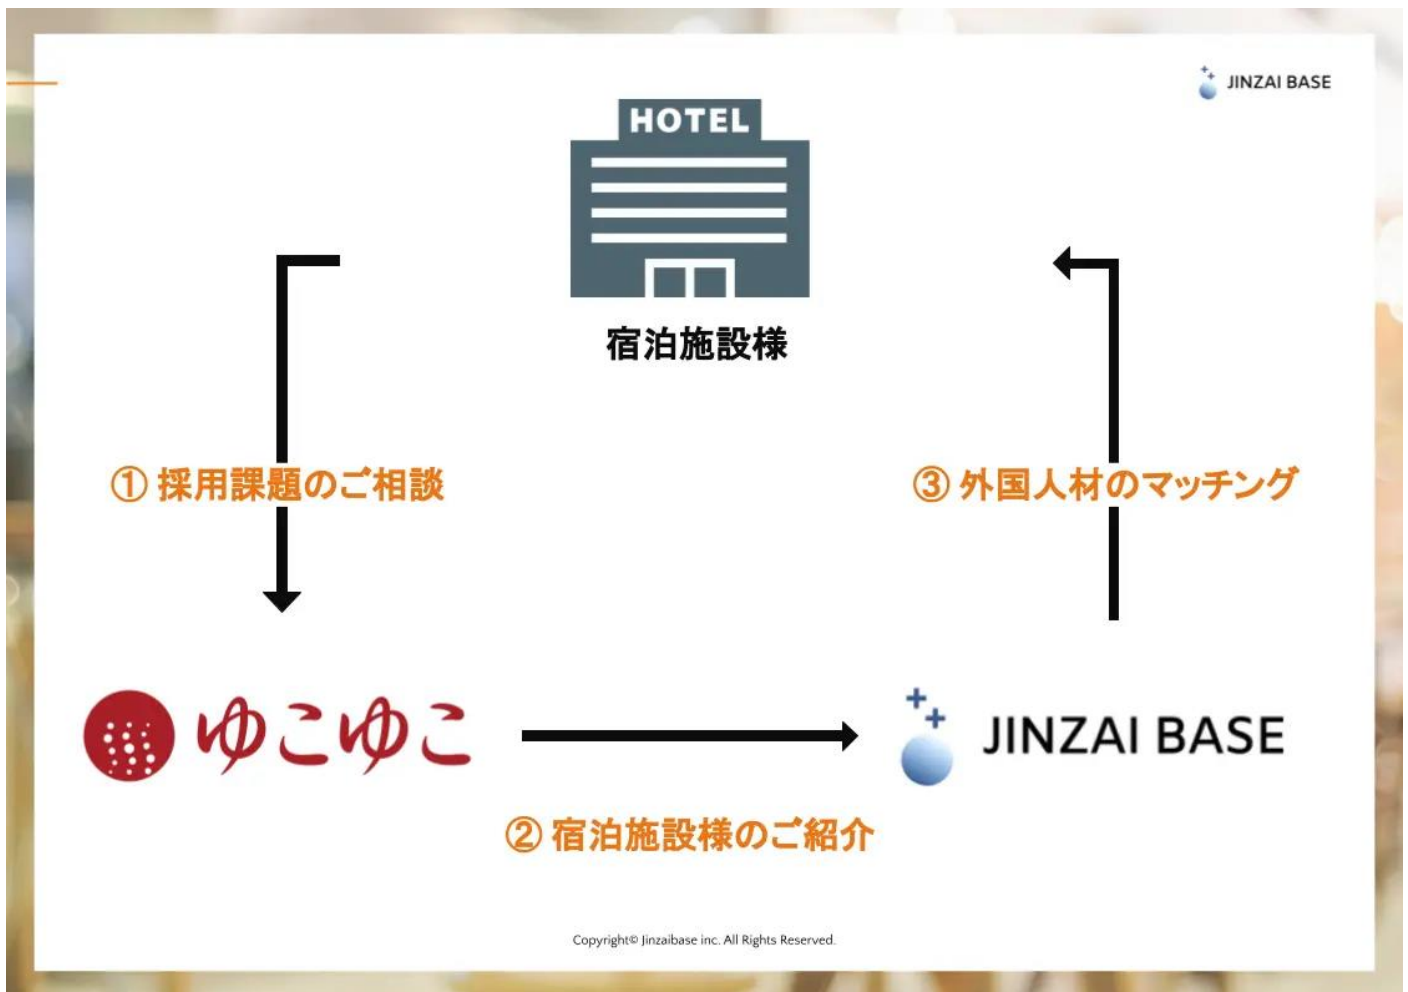 JINZAI BASE
HOTEL
宿泊施設様
① 採用課題のご相談
③ 外国人材のマッチング
ゆこゆこ
JINZAI BASE
② 宿泊施設様のご紹介
Copyright© Jinzaibase inc. All Rights Reserved.